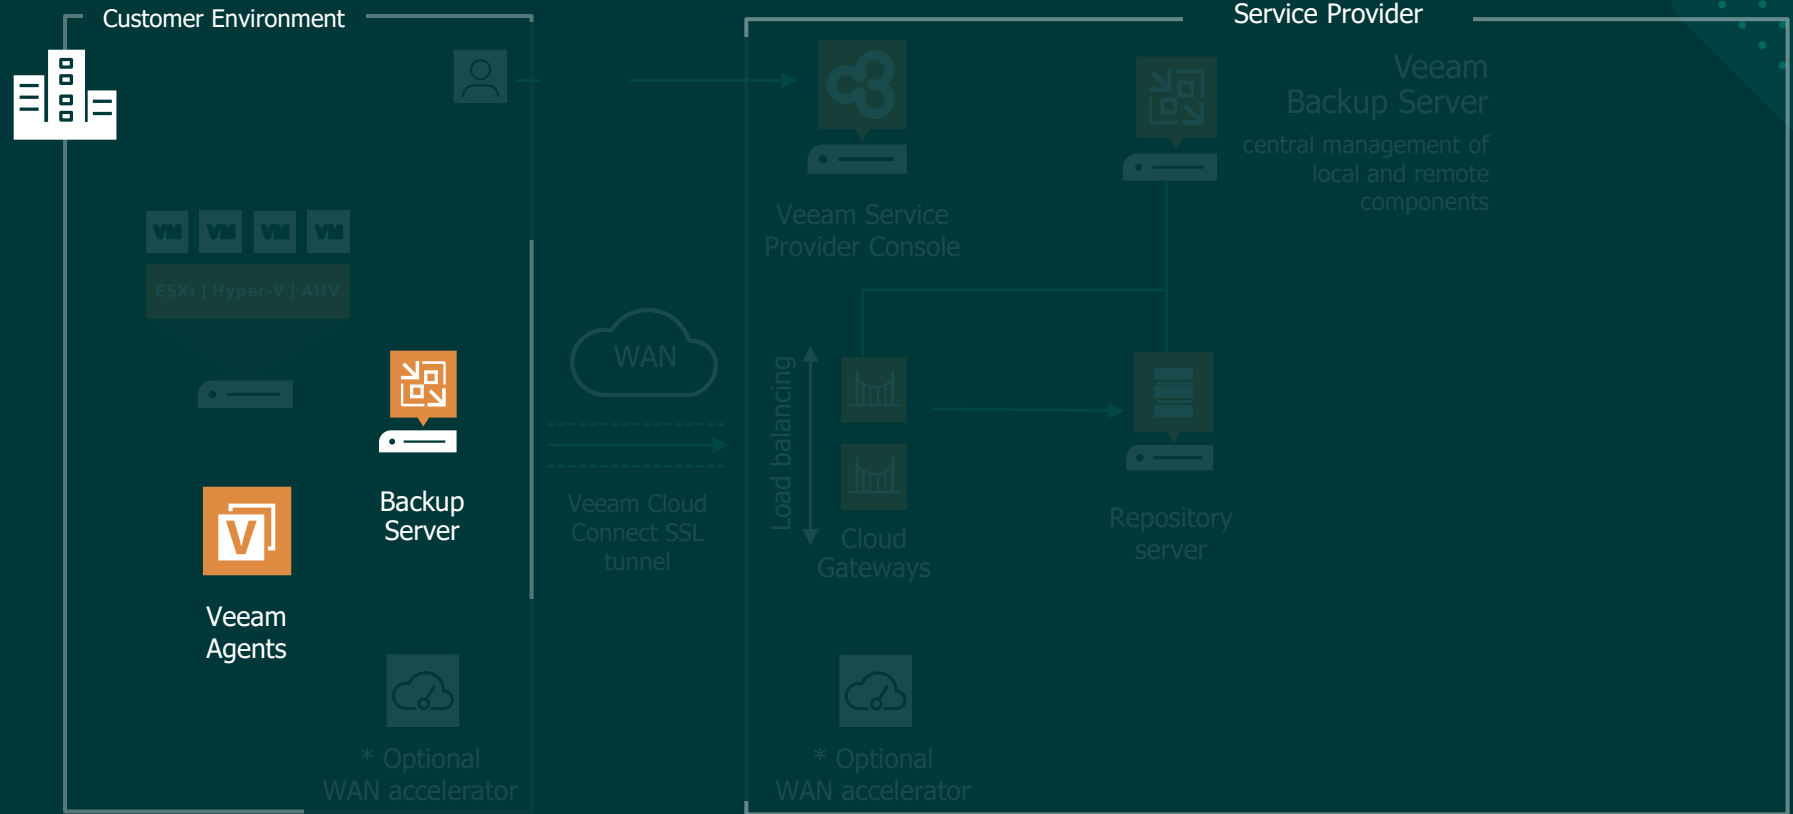 Customer Environment
Service Provider
Veeam
Backup Server
central management of
local and remote
components
Veeam Service
Provider Console
VM VM VM VM
ESXi | Hyper-V | AHV
WAN
Load balancing
Backup
Server
Veeam Cloud
Connect SSL
tunnel
Cloud
Gateways
Repository
server
V
Veeam
Agents
* Optional
WAN accelerator
* Optional
WAN accelerator